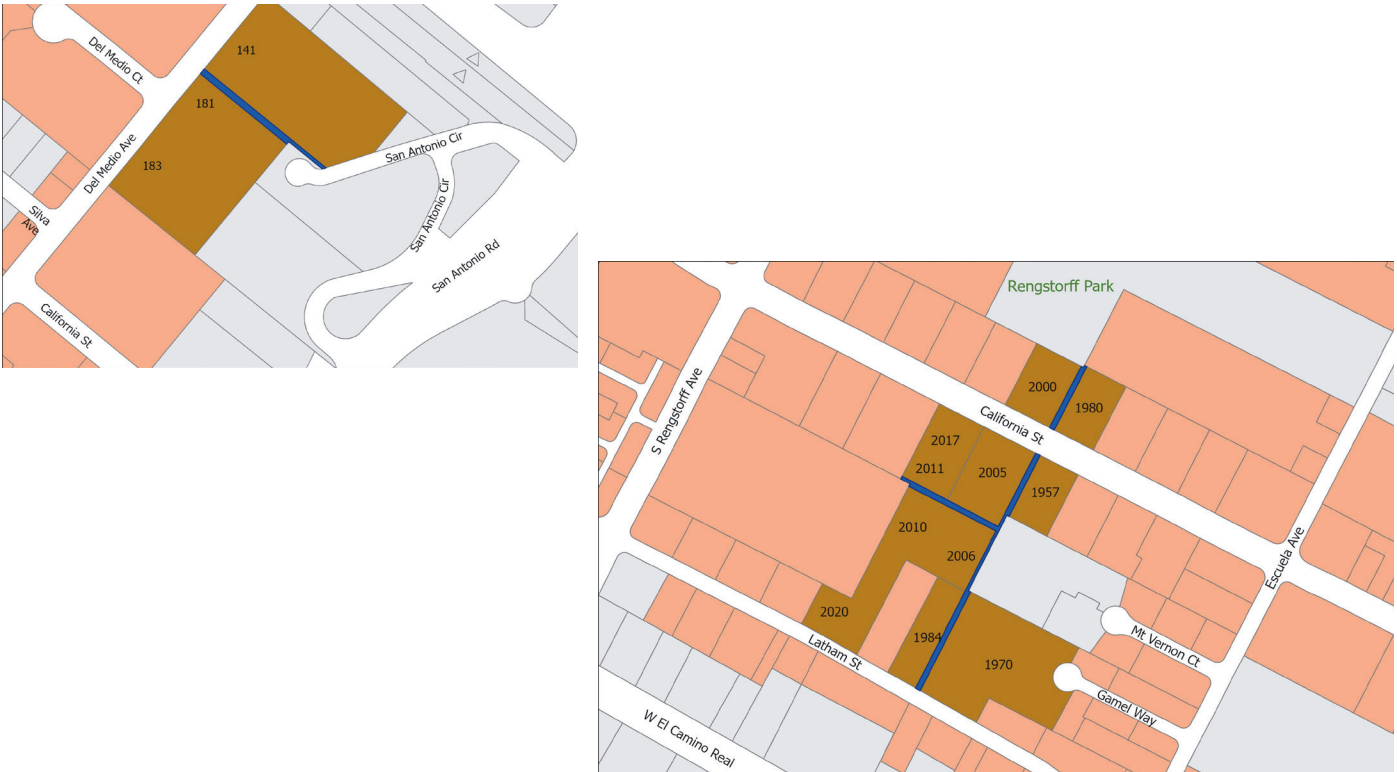 Del Medio Ct
141
181
183
Del Medio Ave
Silva
Ave
California St
San Antonio Cir
San Antonio Cir
San Antonio Rd
Rengstorff Park
S Rengstorff Ave
California St
2000
1980
2017
2011
2005
1957
2010
2006
2020
1984
1970
Latham St
W El Camino Real
Escuela Ave
Mt Vernon Ct
Gamel Way